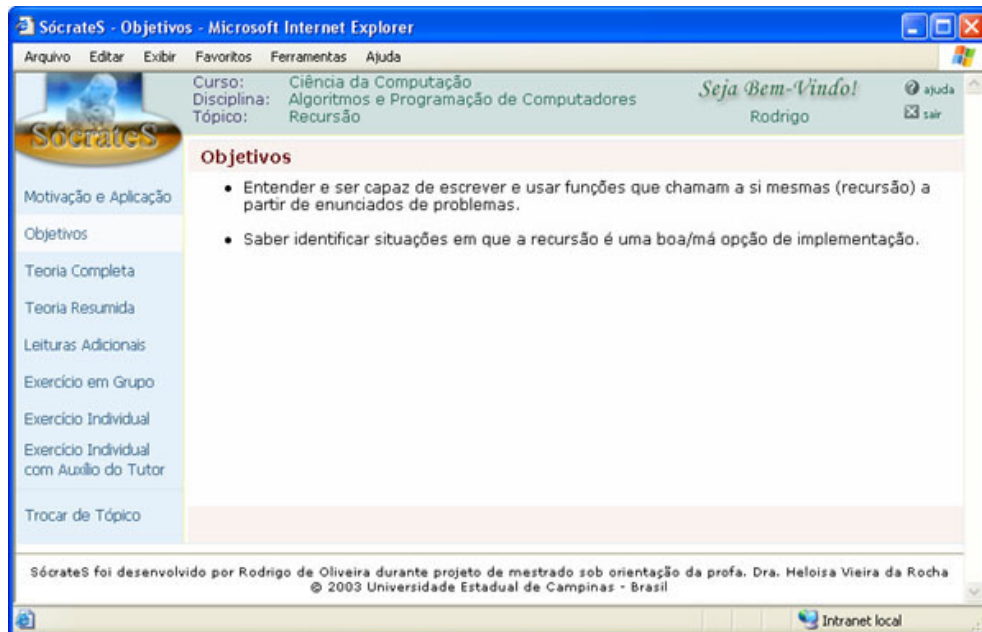 SócrateS - Objetivos - Microsoft Internet Explorer
Arquivo Editar Exibir Favoritos Ferramentas Ajuda
SócrateS
Curso: Ciência da Computação
Disciplina: Algoritmos e Programação de Computadores
Tópico: Recursão
Seja Bem-Vindo!
Rodrigo
ajuda
sair
Motivação e Aplicação
Objetivos
Teoria Completa
Teoria Resumida
Leituras Adicionais
Exercício em Grupo
Exercício Individual
Exercício Individual
com Auxílio do Tutor
Trocar de Tópico
Objetivos
• Entender e ser capaz de escrever e usar funções que chamam a si mesmas (recursão) a
partir de enunciados de problemas.
• Saber identificar situações em que a recursão é uma boa/má opção de implementação.
SócrateS foi desenvolvido por Rodrigo de Oliveira durante projeto de mestrado sob orientação da profa. Dra. Heloisa Vieira da Rocha
© 2003 Universidade Estadual de Campinas - Brasil
Intranet local